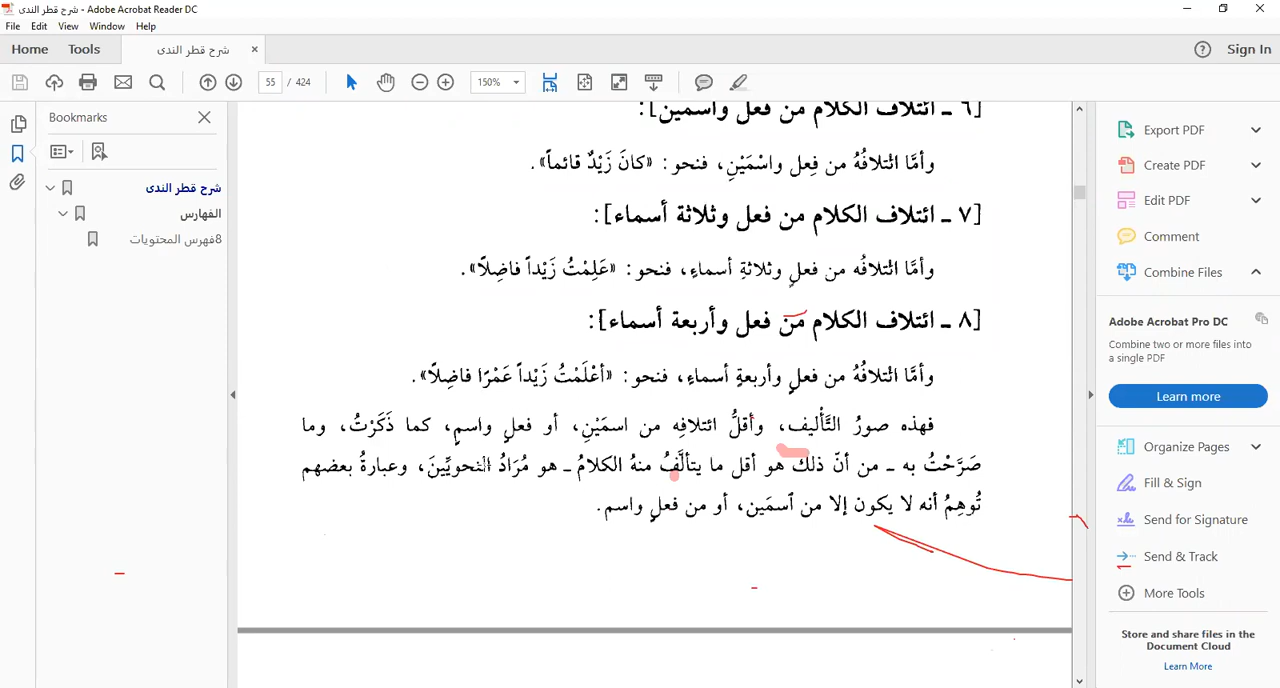 شرح قطر الندى - Adobe Acrobat Reader DC
File Edit View Window Help
Home Tools شرح قطر الندى × ? Sign In
55 / 424 150%
Bookmarks
شرح قطر الندى
الفهارس
8فهرس المحتويات
[٦ ـ ائتلاف الكلام من فعل واسمين]:
وأمَّا ائْتلافُهُ من فِعل واسْمَيْنِ، فنحو: «كانَ زَيْدٌ قائماً».
[٧ ـ ائتلاف الكلام من فعل وثلاثة أسماء]:
وأمَّا ائتلافُه من فعلٍ وثلاثةِ أسماءٍ، فنحو: «عَلِمْتُ زَيْداً فاضِلًا».
[٨ ـ ائتلاف الكلام من فعل وأربعة أسماء]:
وأمَّا ائتلافُهُ من فعلٍ وأربعةِ أسماءٍ، فنحو: «أعْلَمْتُ زَيْداً عَمْرًا فاضِلًا».
فهذه صورُ التَّأْليف، وأقلُّ ائتلافِه من اسمَيْنِ، أو فعلٍ واسمٍ، كما ذَكَرْتُ، وما
صَرَّحْتُ به ـ من أنّ ذلك هو أقل ما يتألَّفُ منهُ الكلامُ ـ هو مُرَادُ النحويِّينَ، وعبارةُ بعضهم
تُوهِمُ أنه لا يكون إلا من ٱسمَين، أو من فعلٍ واسم.
Export PDF
Create PDF
Edit PDF
Comment
Combine Files
Adobe Acrobat Pro DC
Combine two or more files into
a single PDF
Learn more
Organize Pages
Fill & Sign
Send for Signature
Send & Track
More Tools
Store and share files in the
Document Cloud
Learn More